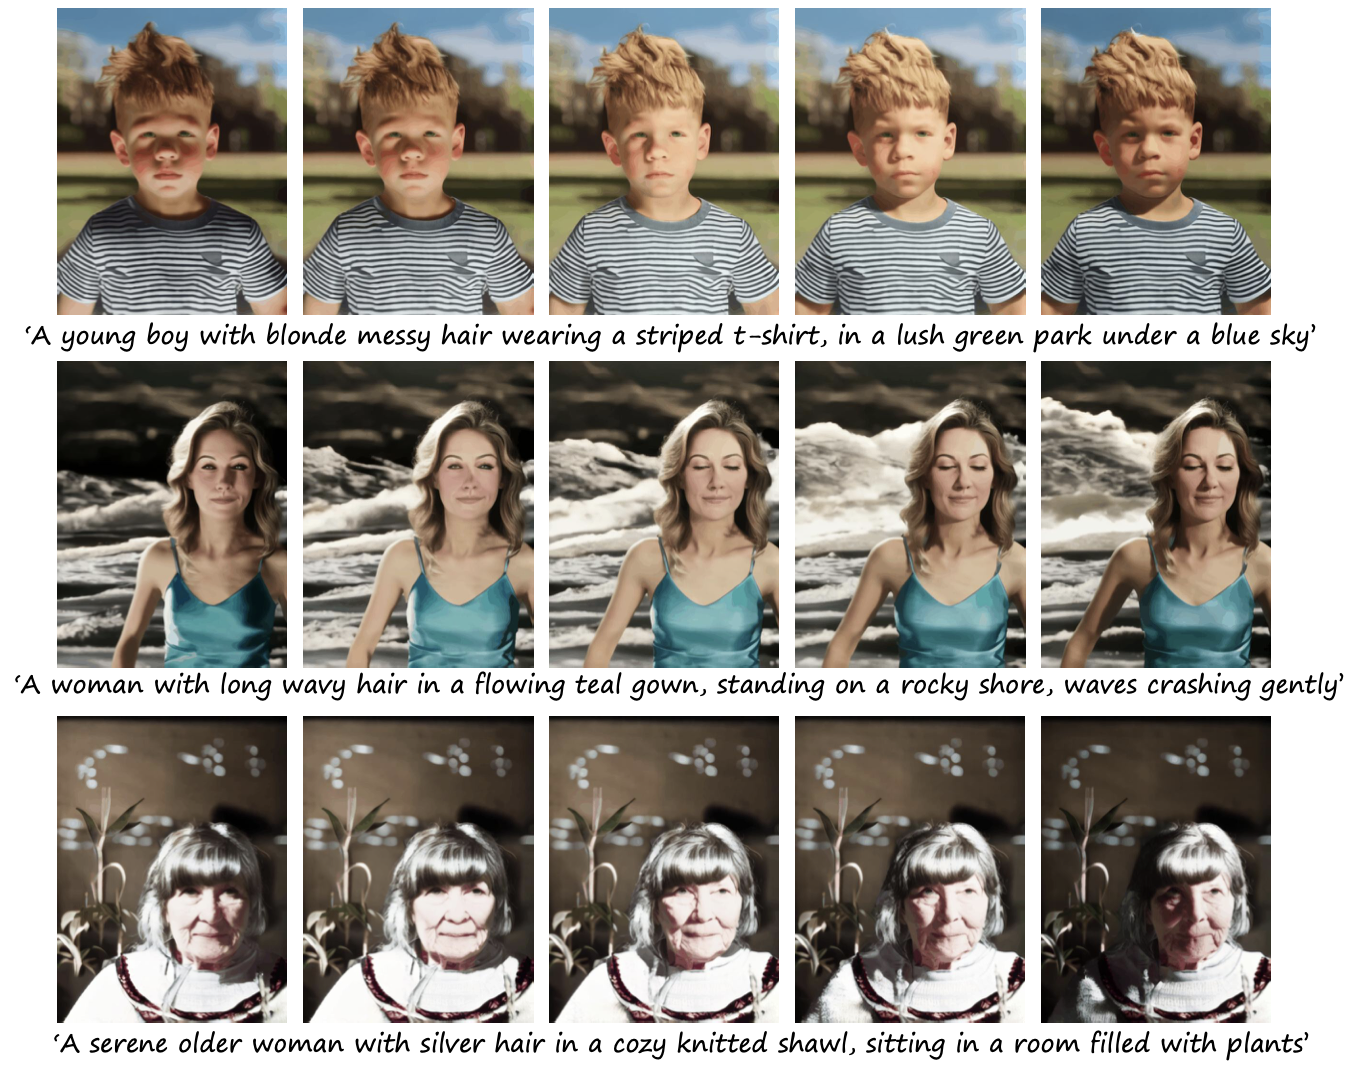 ‘A young boy with blonde messy hair wearing a striped t-shirt, in a lush green park under a blue sky’
‘A woman with long wavy hair in a flowing teal gown, standing on a rocky shore, waves crashing gently’
‘A serene older woman with silver hair in a cozy knitted shawl, sitting in a room filled with plants’